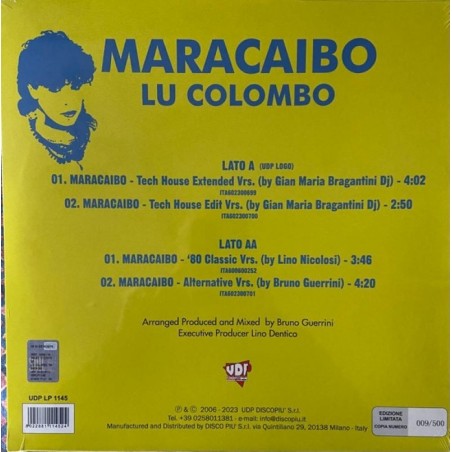 MARACAIBO
LU COLOMBO
LATO A (UDP LOGO)
01. MARACAIBO - Tech House Extended Vrs. (by Gian Maria Bragantini Dj) - 4:02
02. MARACAIBO - Tech House Edit Vrs. (by Gian Maria Bragantini Dj) - 2:50
LATO AA
01. MARACAIBO - '80 Classic Vrs. (by Lino Nicolosi) - 3:46
02. MARACAIBO - Alternative Vrs. (by Bruno Guerrini) - 4:20
Arranged Produced and Mixed by Bruno Guerrini
Executive Producer Lino Dentico
UDP
UDP LP 1145
℗ & © 2006 - 2023 UDP DISCOPIU' S.r.l.
Tel. +39 0258011381 - e-mail: info@discopiu.it
Manufactured and Distributed by DISCO PIU' S.r.l. via Quintiliano 29, 20138 Milano - Italy
EDIZIONE
LIMITATA
COPIA NUMERO
009/500